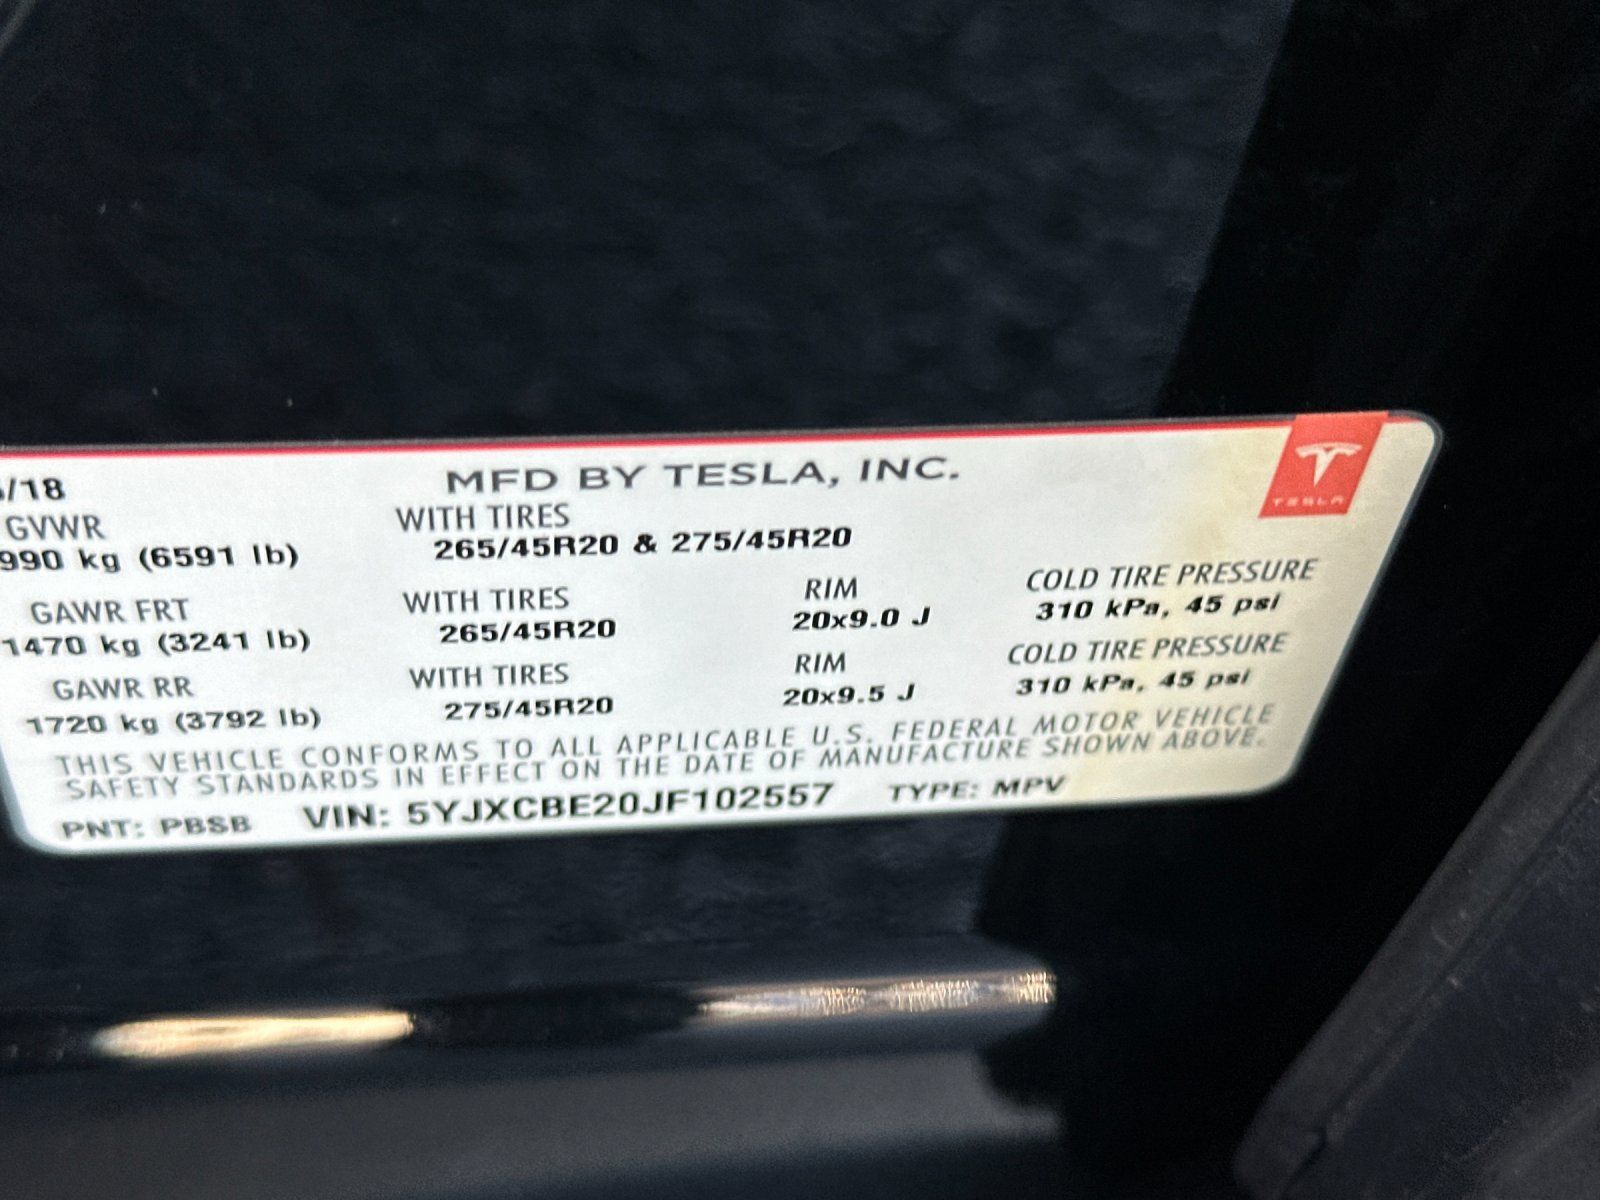 /18
MFD BY TESLA, INC.
TESLA
GVWR WITH TIRES
990 kg (6591 lb) 265/45R20 & 275/45R20
GAWR FRT WITH TIRES RIM COLD TIRE PRESSURE
1470 kg (3241 lb) 265/45R20 20x9.0 J 310 kPa, 45 psi
GAWR RR WITH TIRES RIM COLD TIRE PRESSURE
1720 kg (3792 lb) 275/45R20 20x9.5 J 310 kPa, 45 psi
THIS VEHICLE CONFORMS TO ALL APPLICABLE U.S. FEDERAL MOTOR VEHICLE
SAFETY STANDARDS IN EFFECT ON THE DATE OF MANUFACTURE SHOWN ABOVE.
PNT: PBSB VIN: 5YJXCBE20JF102557 TYPE: MPV